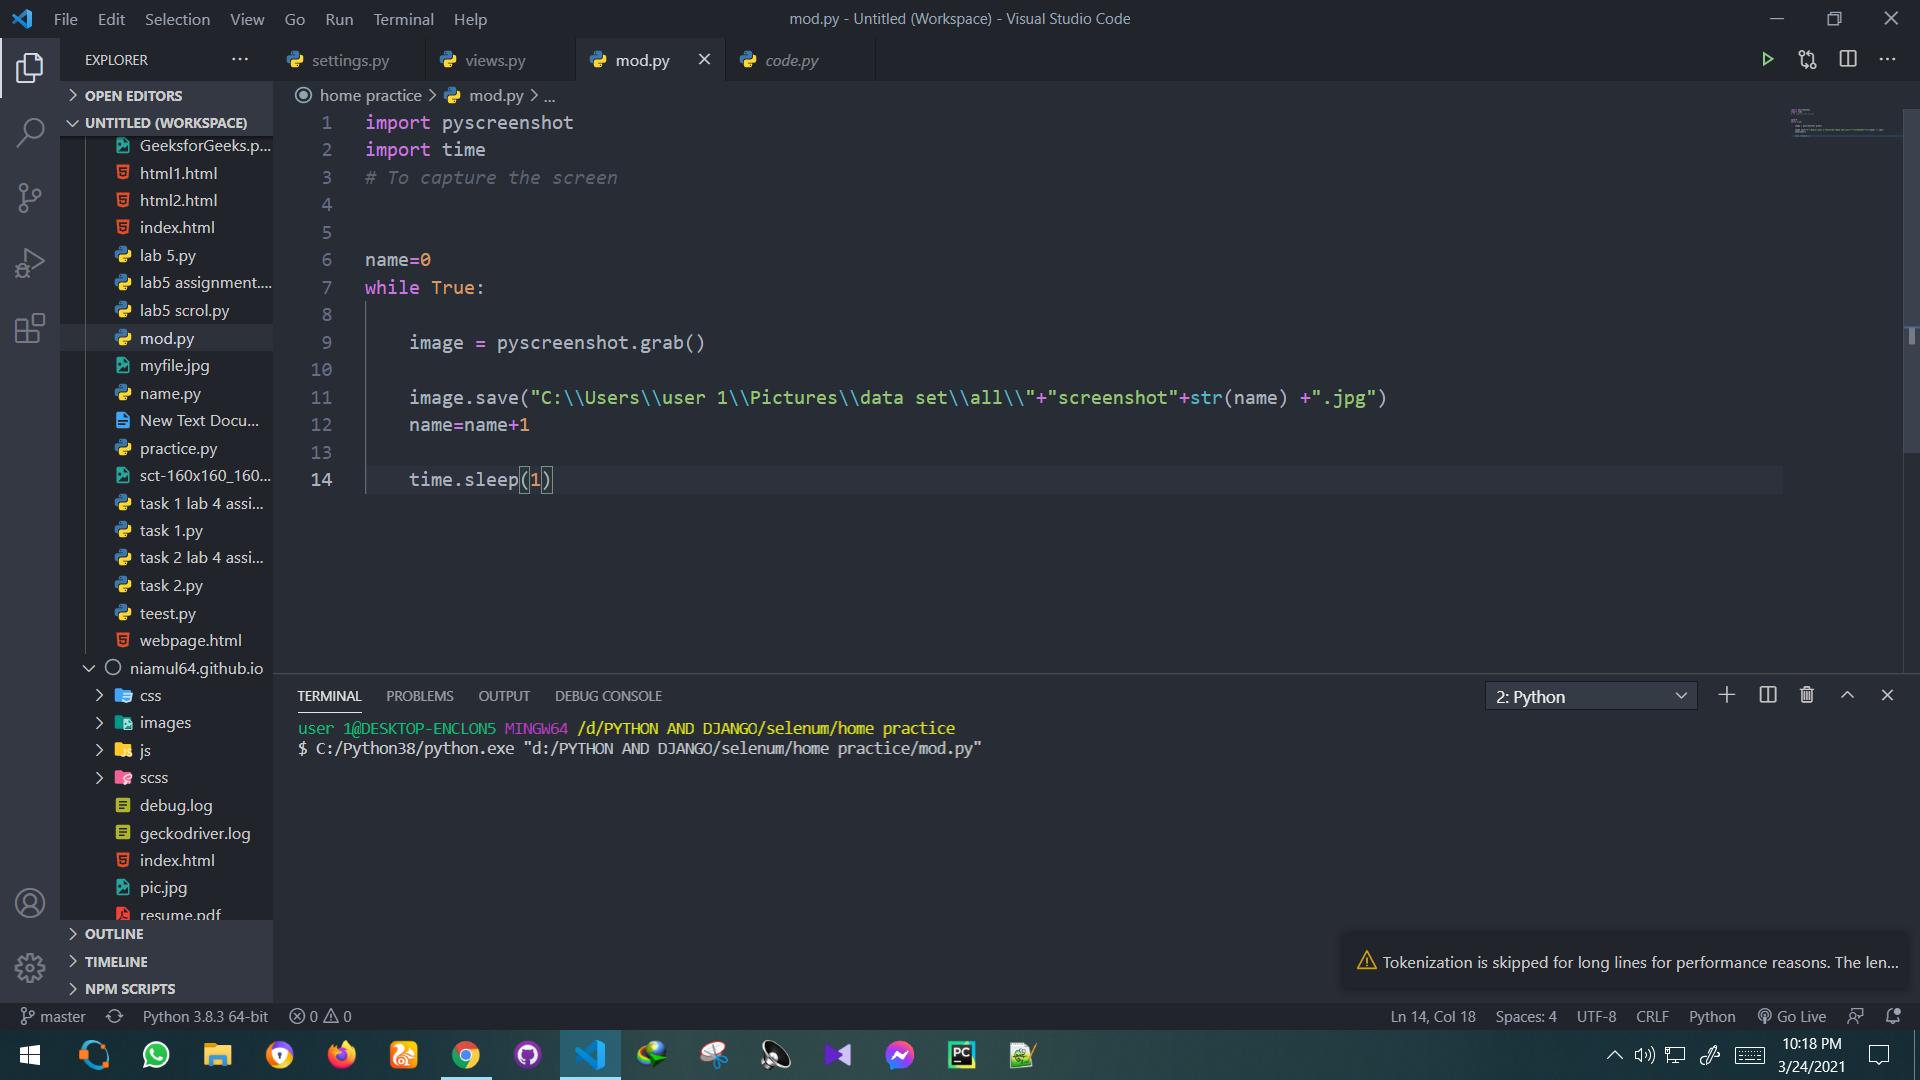 File Edit Selection View Go Run Terminal Help
mod.py - Untitled (Workspace) - Visual Studio Code
EXPLORER
settings.py views.py mod.py code.py
OPEN EDITORS
UNTITLED (WORKSPACE)
GeeksforGeeks.p...
html1.html
html2.html
index.html
lab 5.py
lab5 assignment....
lab5 scrol.py
mod.py
myfile.jpg
name.py
New Text Docu...
practice.py
sct-160x160_160...
task 1 lab 4 assi...
task 1.py
task 2 lab 4 assi...
task 2.py
teest.py
webpage.html
niamul64.github.io
css
images
js
scss
debug.log
geckodriver.log
index.html
pic.jpg
resume.pdf
OUTLINE
TIMELINE
NPM SCRIPTS
home practice > mod.py > ...
1 import pyscreenshot
2 import time
3 # To capture the screen
4
5
6 name=0
7 while True:
8
9 image = pyscreenshot.grab()
10
11 image.save("C:\\Users\\user 1\\Pictures\\data set\\all\\"+"screenshot"+str(name) +".jpg")
12 name=name+1
13
14 time.sleep(1)
TERMINAL PROBLEMS OUTPUT DEBUG CONSOLE
2: Python
user 1@DESKTOP-ENCLON5 MINGW64 /d/PYTHON AND DJANGO/selenum/home practice
$ C:/Python38/python.exe "d:/PYTHON AND DJANGO/selenum/home practice/mod.py"
Tokenization is skipped for long lines for performance reasons. The len...
master Python 3.8.3 64-bit 0 0
Ln 14, Col 18 Spaces: 4 UTF-8 CRLF Python Go Live
10:18 PM
3/24/2021